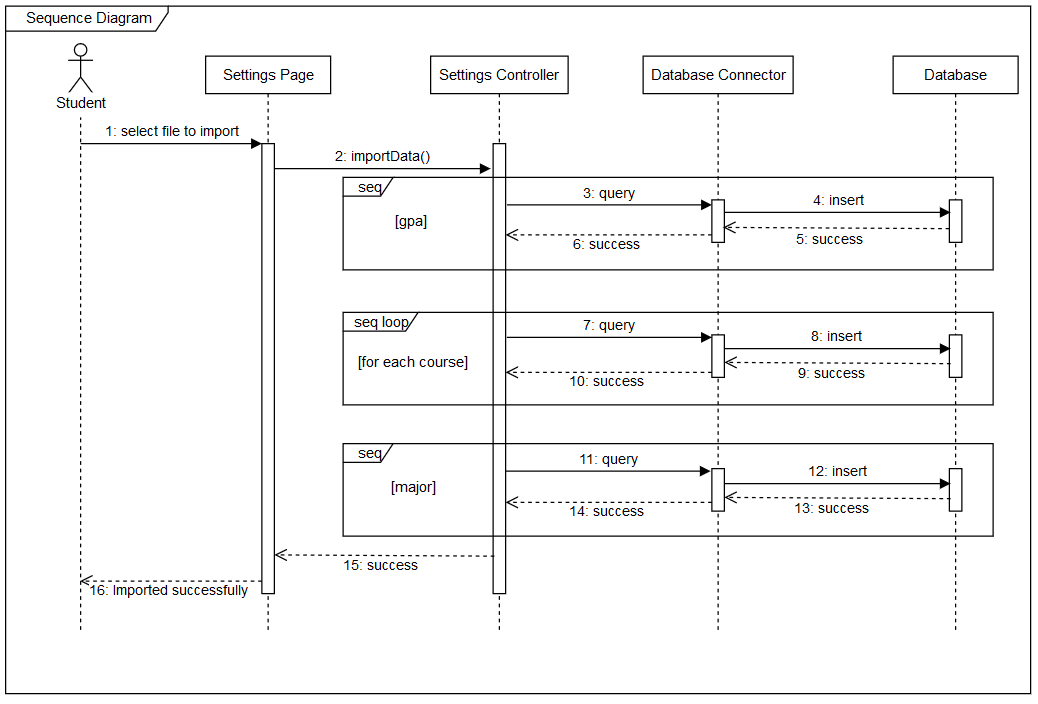 Sequence Diagram
Student
Settings Page
Settings Controller
Database Connector
Database
1: select file to import
2: importData()
seq
[gpa]
3: query
4: insert
5: success
6: success
seq loop
[for each course]
7: query
8: insert
9: success
10: success
seq
[major]
11: query
12: insert
13: success
14: success
15: success
16: Imported successfully